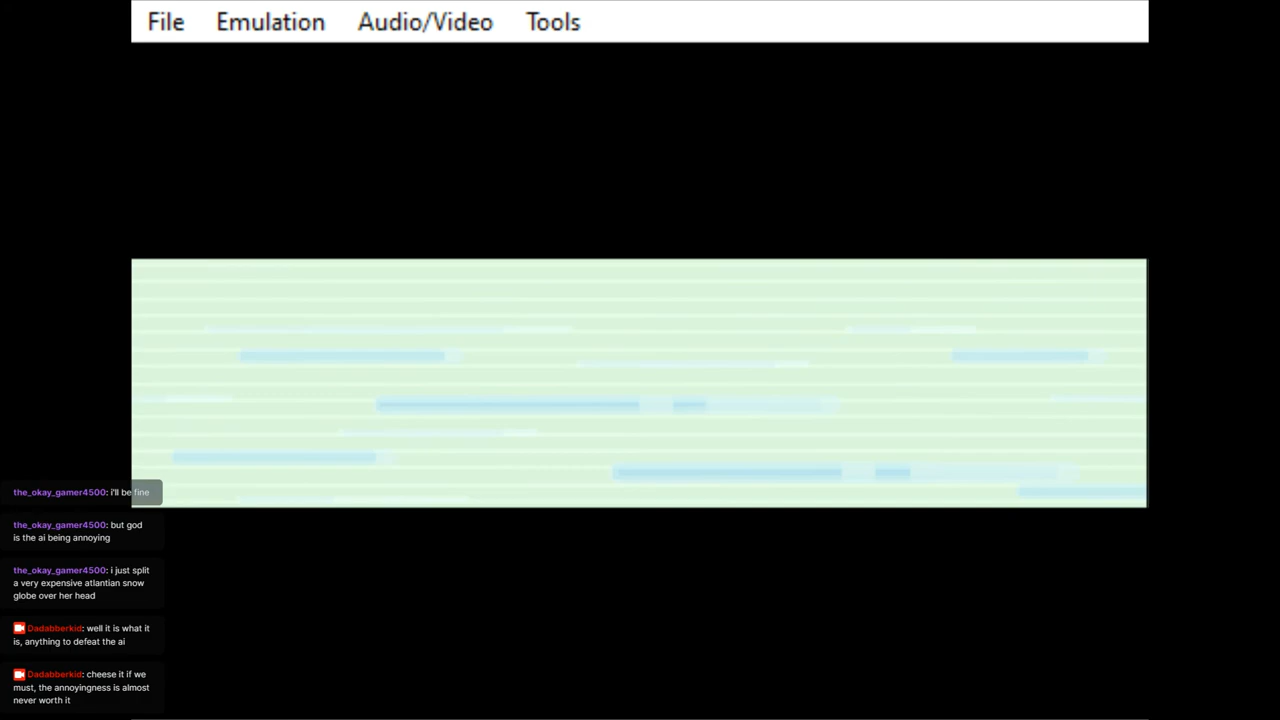 File Emulation Audio/Video Tools
the_okay_gamer4500: i'll be fine
the_okay_gamer4500: but god
is the ai being annoying
the_okay_gamer4500: i just split
a very expensive atlantian snow
globe over her head
Dadabberkid: well it is what it
is, anything to defeat the ai
Dadabberkid: cheese it if we
must, the annoyingness is almost
never worth it